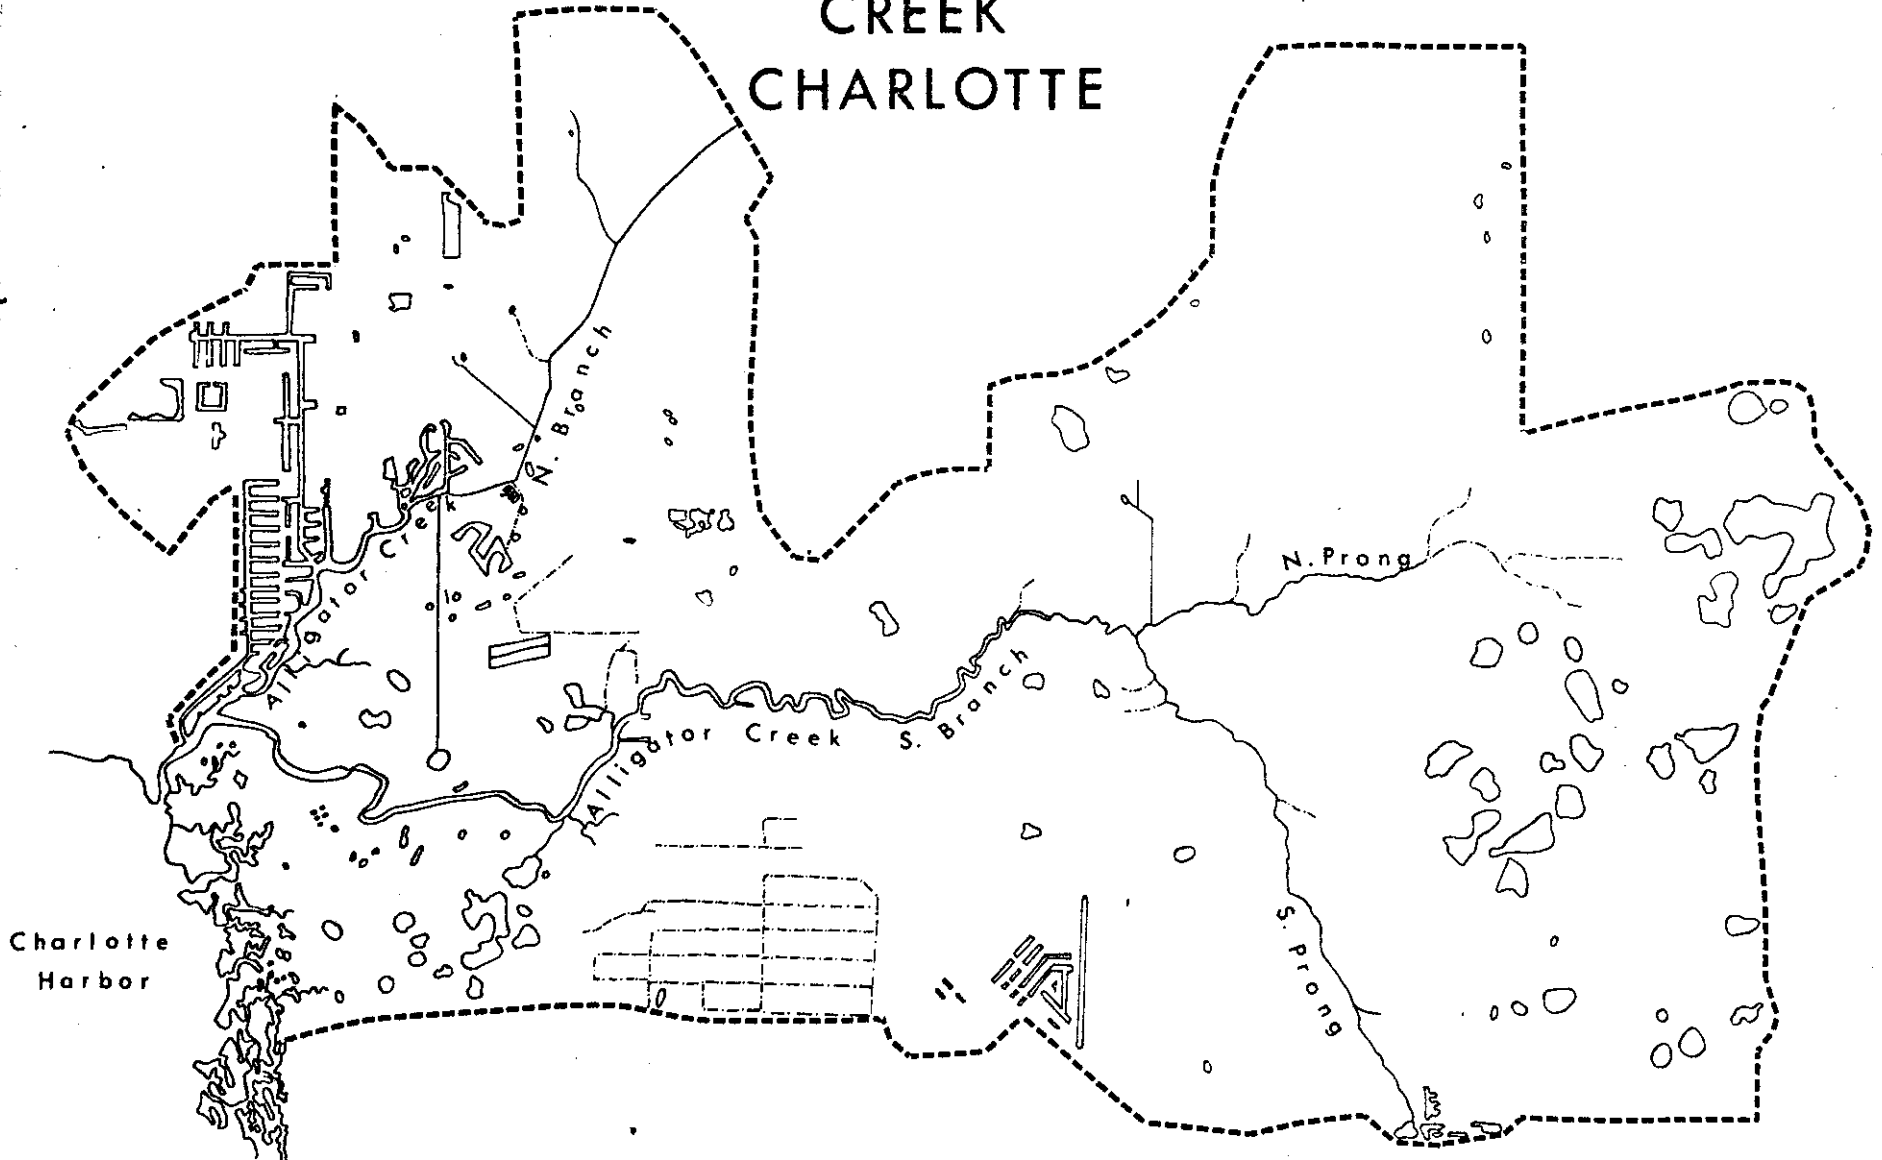 CREEK
CHARLOTTE
N. Branch
Alligator Creek
N. Prong
Alligator Creek S. Branch
S. Prong
Charlotte
Harbor